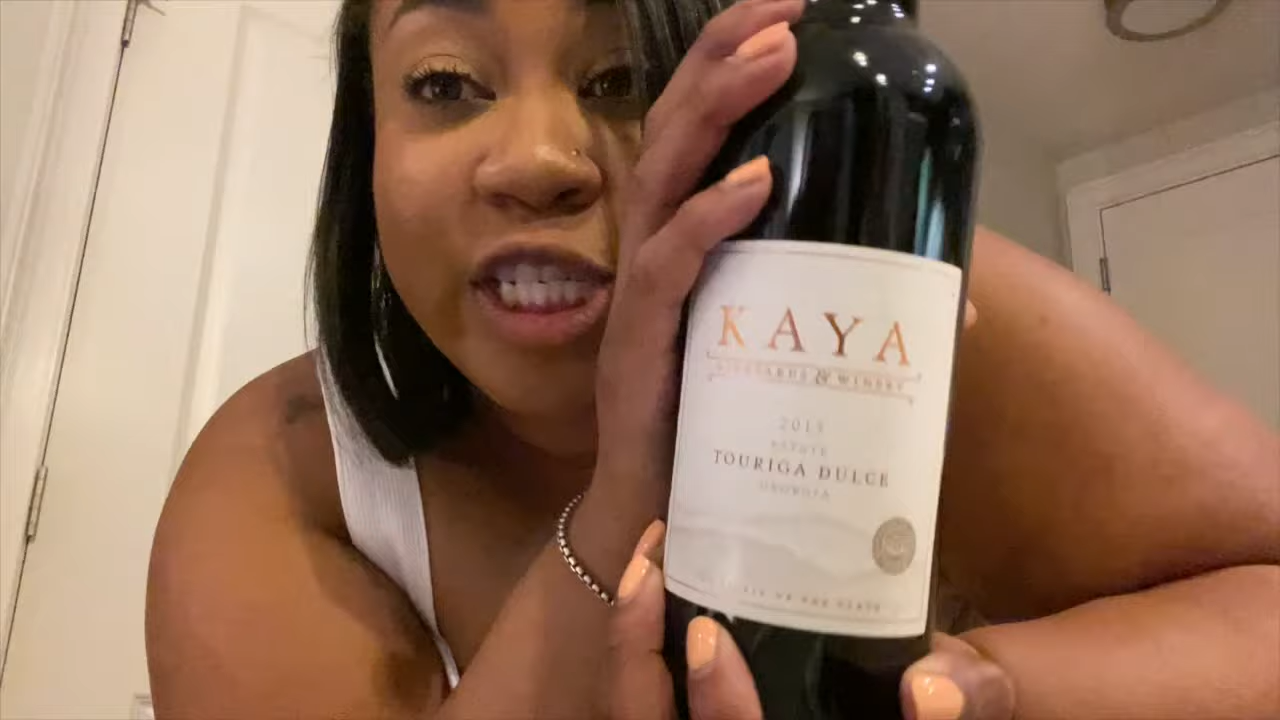 KAYA
VINEYARDS & WINERY
ESTATE
TOURIGA DULCE
GEORGIA